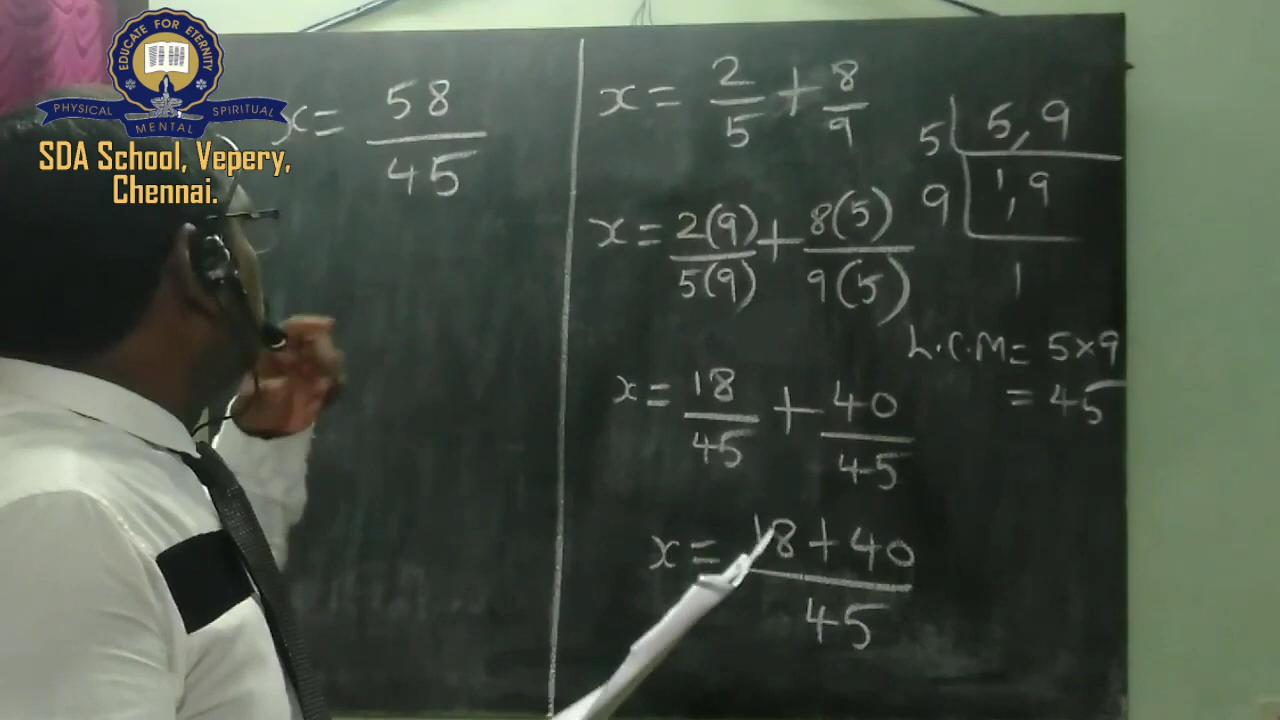 EDUCATE FOR ETERNITY
PHYSICAL MENTAL SPIRITUAL
SDA School, Vepery,
Chennai.
x = 58/45
x = 2/5 + 8/9
x = 2(9)/5(9) + 8(5)/9(5)
x = 18/45 + 40/45
x = 18+40/45
5 | 5, 9
9 | 1, 9
1
L.C.M = 5×9
= 45